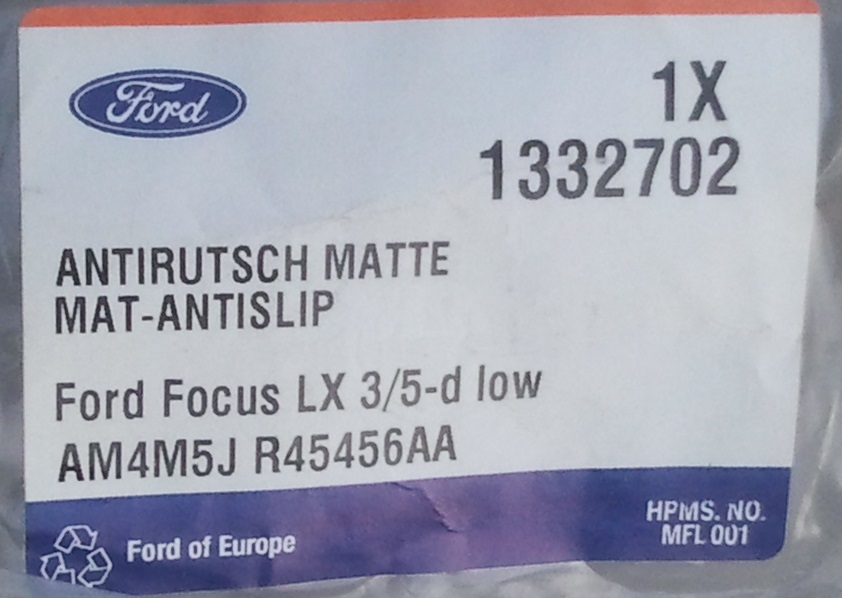 Ford
1X
1332702
ANTIRUTSCH MATTE
MAT-ANTISLIP
Ford Focus LX 3/5-d low
AM4M5J R45456AA
Ford of Europe
HPMS. NO.
MFL 001